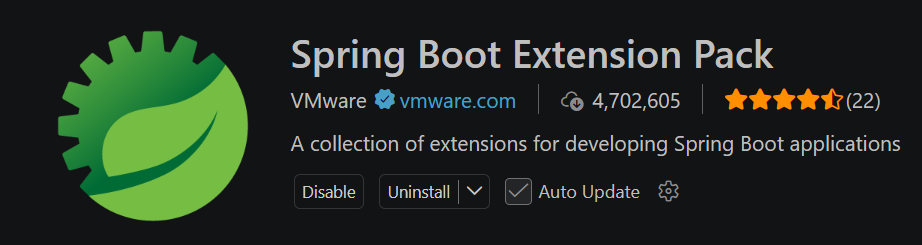 Spring Boot Extension Pack
VMware vmware.com 4,702,605 (22)
A collection of extensions for developing Spring Boot applications
Disable Uninstall Auto Update